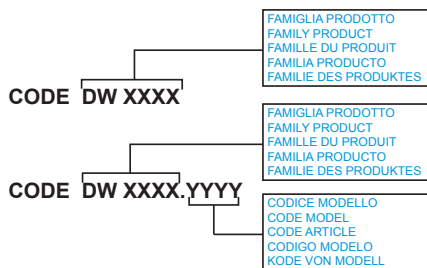 FAMIGLIA PRODOTTO
FAMILY PRODUCT
FAMILLE DU PRODUIT
FAMILIA PRODUCTO
FAMILIE DES PRODUKTES
CODE DW XXXX
FAMIGLIA PRODOTTO
FAMILY PRODUCT
FAMILLE DU PRODUIT
FAMILIA PRODUCTO
FAMILIE DES PRODUKTES
CODE DW XXXX.YYYY
CODICE MODELLO
CODE MODEL
CODE ARTICLE
CODIGO MODELO
KODE VON MODELL